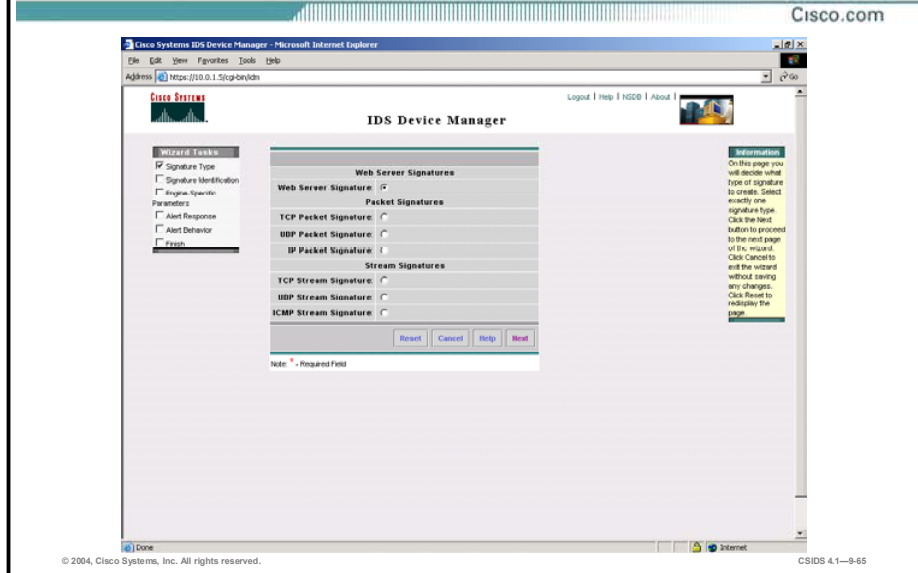 Cisco.com
Cisco Systems IDS Device Manager - Microsoft Internet Explorer
File Edit View Favorites Tools Help
Address https://10.0.1.5/cgi-bin/idm Go
CISCO SYSTEMS
Logout | Help | NSDB | About |
IDS Device Manager
Wizard Tasks
Signature Type
Signature Identification
Engine-Specific
Parameters
Alert Response
Alert Behavior
Finish
Web Server Signatures
Web Server Signature:
Packet Signatures
TCP Packet Signature:
UDP Packet Signature:
IP Packet Signature:
Stream Signatures
TCP Stream Signature:
UDP Stream Signature:
ICMP Stream Signature:
Reset Cancel Help Next
Note: * - Required Field
Information
On this page you
will decide what
type of signature
to create. Select
exactly one
signature type.
Click the Next
button to proceed
to the next page
of the wizard.
Click Cancel to
exit the wizard
without saving
any changes.
Click Reset to
redisplay the
page.
Done
Internet
© 2004, Cisco Systems, Inc. All rights reserved.
CSIDS 4.1—9-65